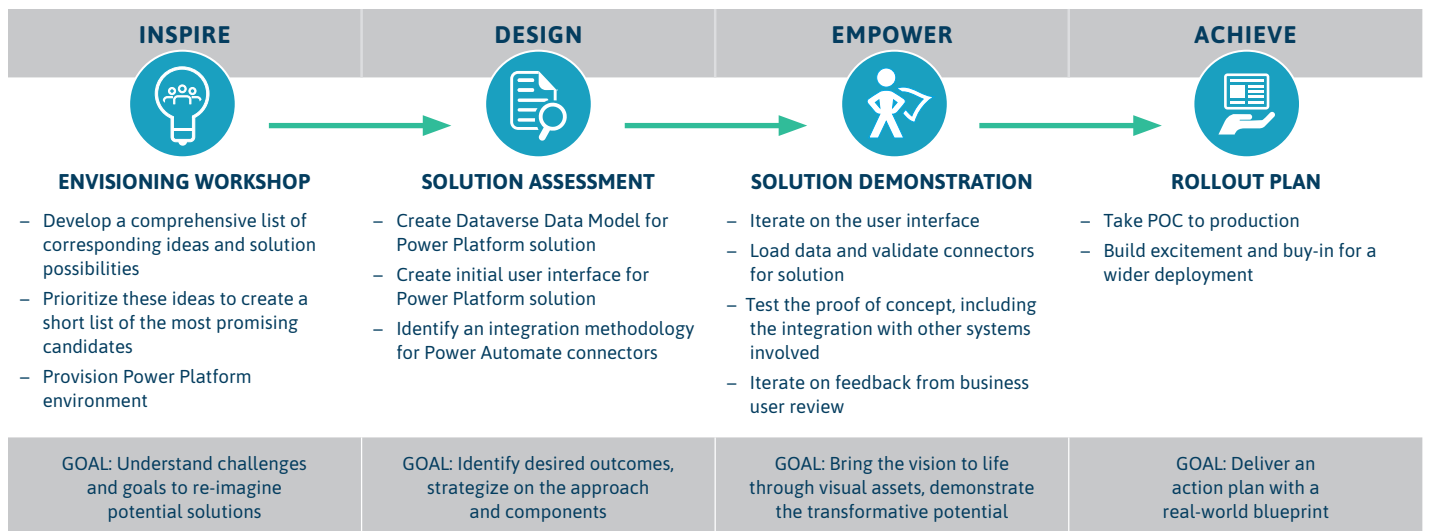 INSPIRE
ENVISIONING WORKSHOP
– Develop a comprehensive list of
corresponding ideas and solution
possibilities
– Prioritize these ideas to create a
short list of the most promising
candidates
– Provision Power Platform
environment
GOAL: Understand challenges
and goals to re-imagine
potential solutions
DESIGN
SOLUTION ASSESSMENT
– Create Dataverse Data Model for
Power Platform solution
– Create initial user interface for
Power Platform solution
– Identify an integration methodology
for Power Automate connectors
GOAL: Identify desired outcomes,
strategize on the approach
and components
EMPOWER
SOLUTION DEMONSTRATION
– Iterate on the user interface
– Load data and validate connectors
for solution
– Test the proof of concept, including
the integration with other systems
involved
– Iterate on feedback from business
user review
GOAL: Bring the vision to life
through visual assets, demonstrate
the transformative potential
ACHIEVE
ROLLOUT PLAN
– Take POC to production
– Build excitement and buy-in for a
wider deployment
GOAL: Deliver an
action plan with a
real-world blueprint